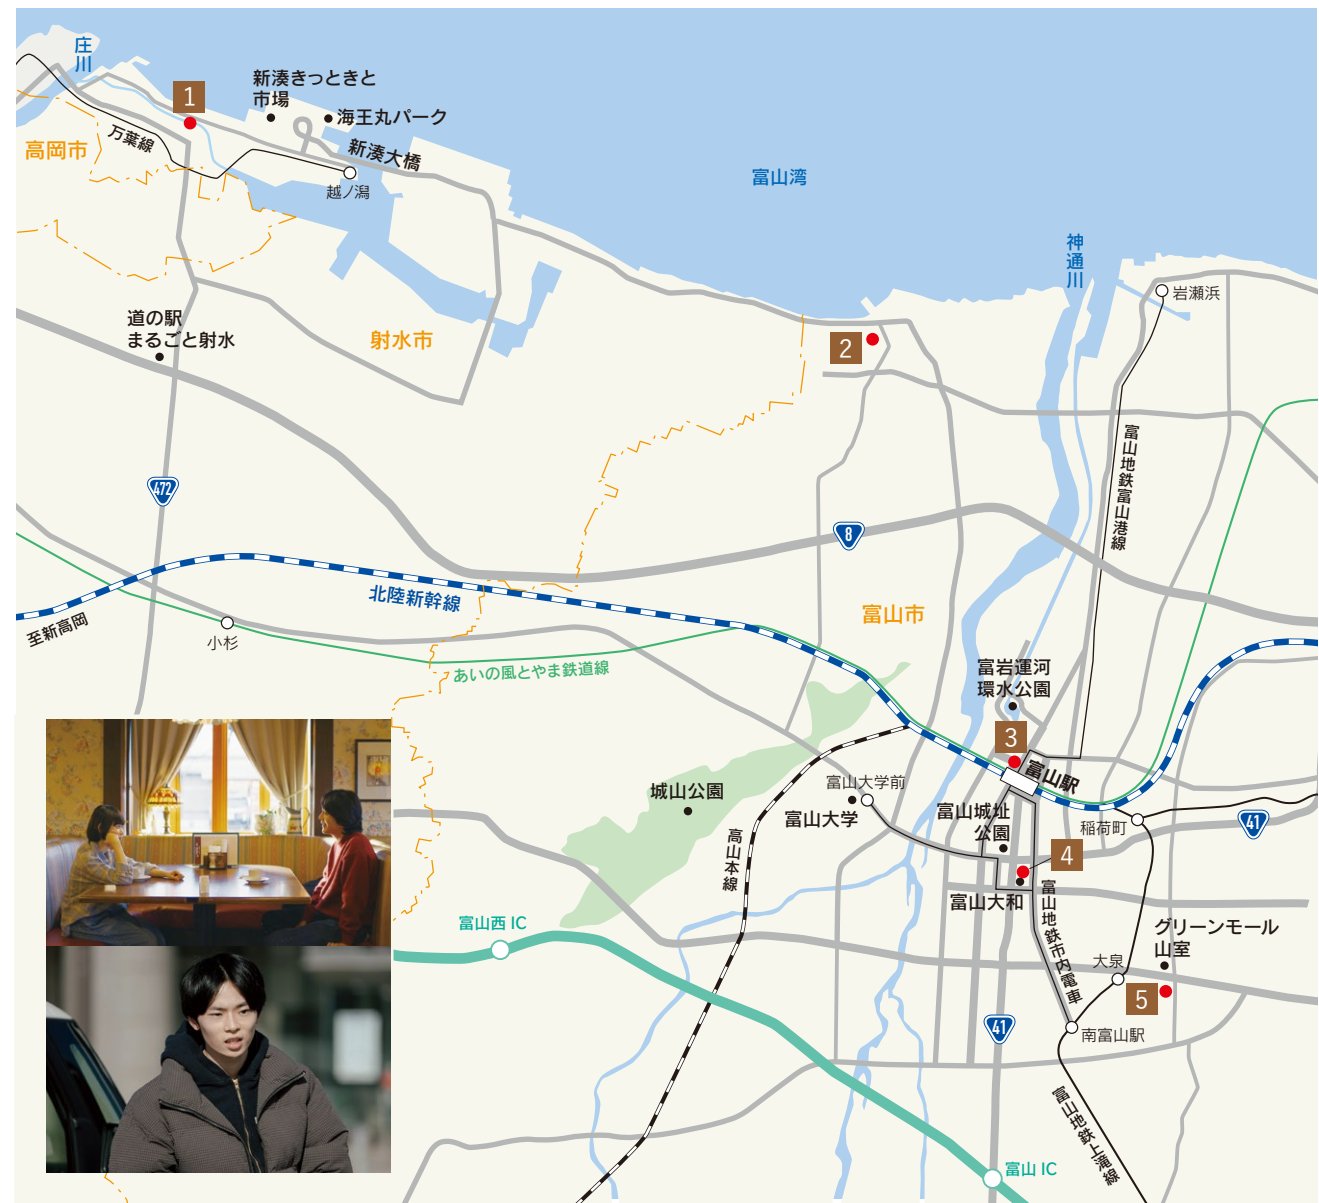 庄川
1
新湊きっときと
市場
海王丸パーク
高岡市
万葉線
新湊大橋
越ノ潟
富山湾
神通川
岩瀬浜
道の駅
まるごと射水
射水市
2
富山地鉄富山港線
472
8
北陸新幹線
至新高岡
小杉
あいの風とやま鉄道線
富山市
富岩運河
環水公園
3
富山駅
城山公園
富山大学前
富山大学
富山城址
公園
稲荷町
41
高山本線
4
富山大和
富山地鉄市内電車
富山西 IC
グリーンモール
山室
大泉
5
41
南富山駅
富山地鉄上滝線
富山 IC